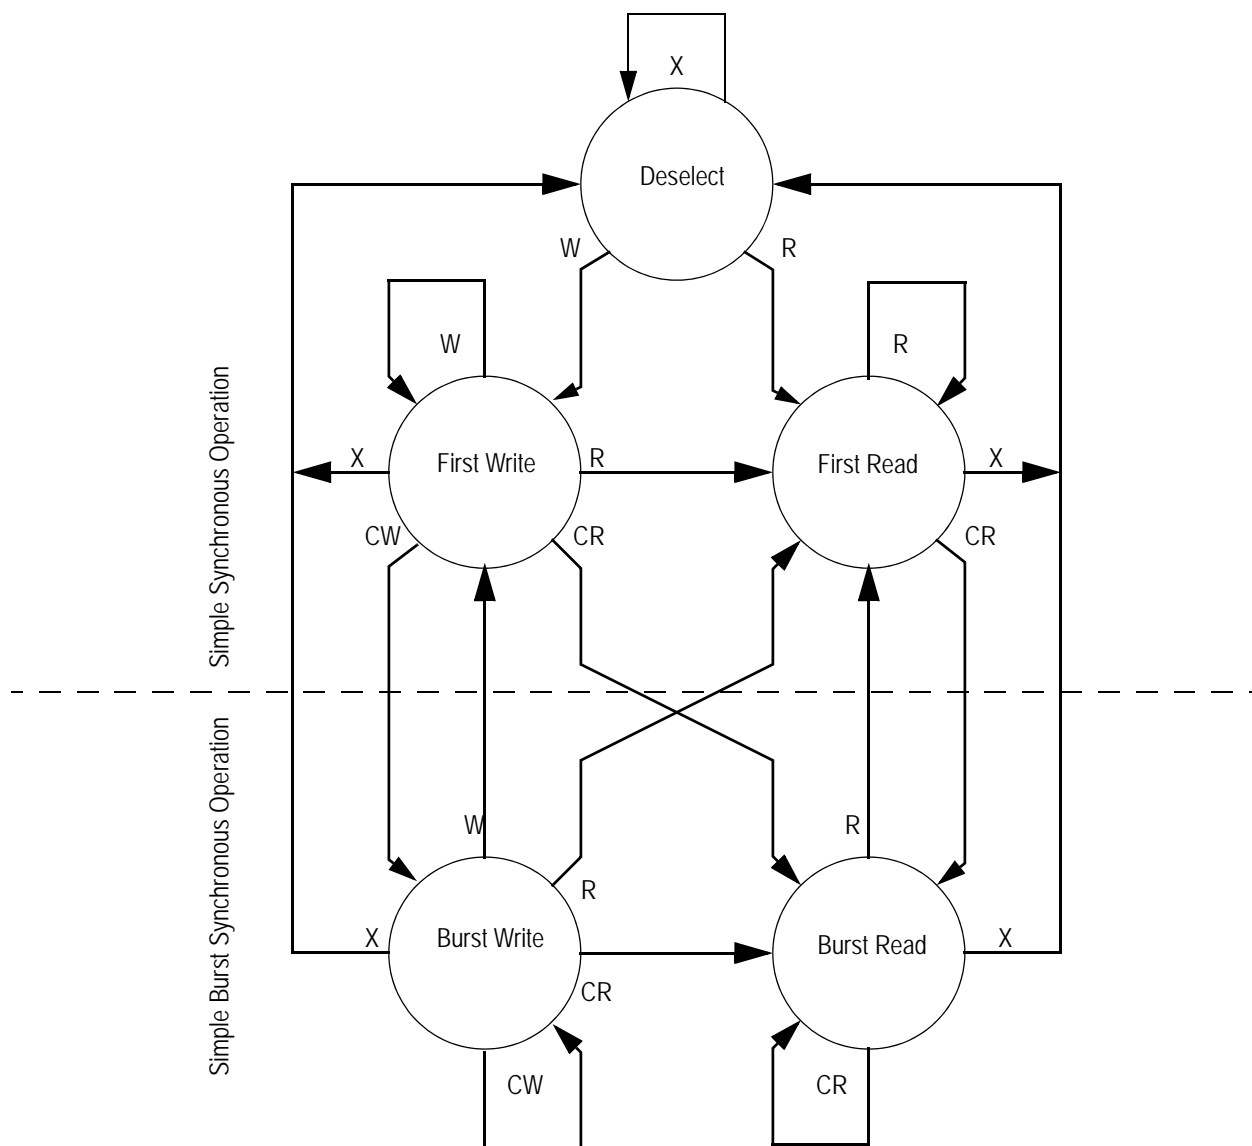 X
Deselect
W
R
W
R
Simple Synchronous Operation
X
First Write
R
First Read
X
CW
CR
CR
Simple Burst Synchronous Operation
W
R
R
X
Burst Write
Burst Read
X
CR
CW
CR